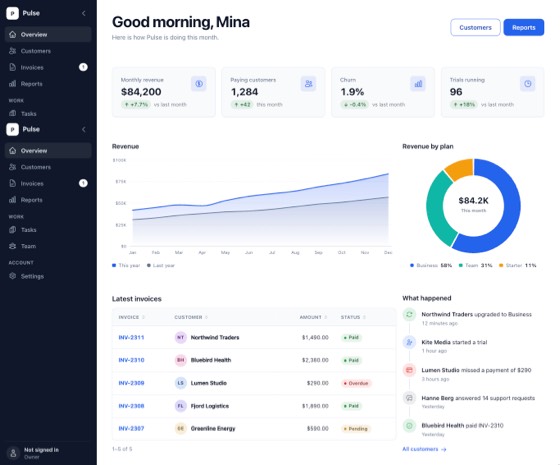 Pulse
Overview
Customers
Invoices
1
Reports
WORK
Tasks
Pulse
Overview
Customers
Invoices
1
Reports
WORK
Tasks
Team
ACCOUNT
Settings
Not signed in
Owner
Good morning, Mina
Here is how Pulse is doing this month.
Customers
Reports
Monthly revenue
$84,200
+7.7% vs last month
Paying customers
1,284
+42 this month
Churn
1.9%
-0.4% vs last month
Trials running
96
+18% vs last month
Revenue
$100K
$75K
$50K
$25K
$0
Jan Feb Mar Apr May Jun Jul Aug Sep Oct Nov Dec
This year Last year
Revenue by plan
$84.2K
This month
Business 58% Team 31% Starter 11%
Latest invoices
INVOICE CUSTOMER AMOUNT STATUS
INV-2311 NT Northwind Traders $1,490.00 Paid
INV-2310 BH Bluebird Health $2,380.00 Paid
INV-2309 LS Lumen Studio $290.00 Overdue
INV-2308 FL Fjord Logistics $1,890.00 Paid
INV-2307 GE Greenline Energy $590.00 Pending
1–5 of 5
What happened
Northwind Traders upgraded to Business
12 minutes ago
Kite Media started a trial
1 hour ago
Lumen Studio missed a payment of $290
3 hours ago
Hanne Berg answered 14 support requests
Yesterday
Bluebird Health paid INV-2310
Yesterday
All customers →